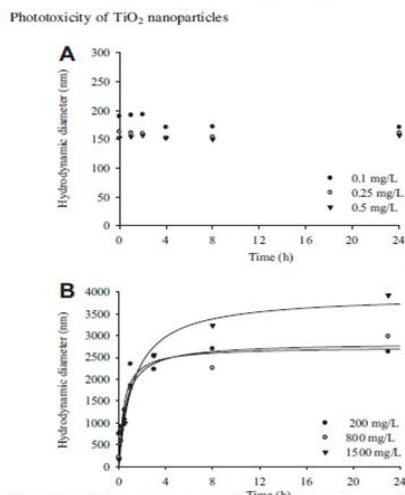 Phototoxicity of TiO₂ nanoparticles
A
Hydrodynamic diameter (nm)
300
250
200
150
100
50
0
0 4 8 12 16 20 24
Time (h)
0.1 mg/L
0.25 mg/L
0.5 mg/L
B
Hydrodynamic diameter (nm)
4000
3500
3000
2500
2000
1500
1000
500
0
0 4 8 12 16 20 24
Time (h)
200 mg/L
800 mg/L
1500 mg/L